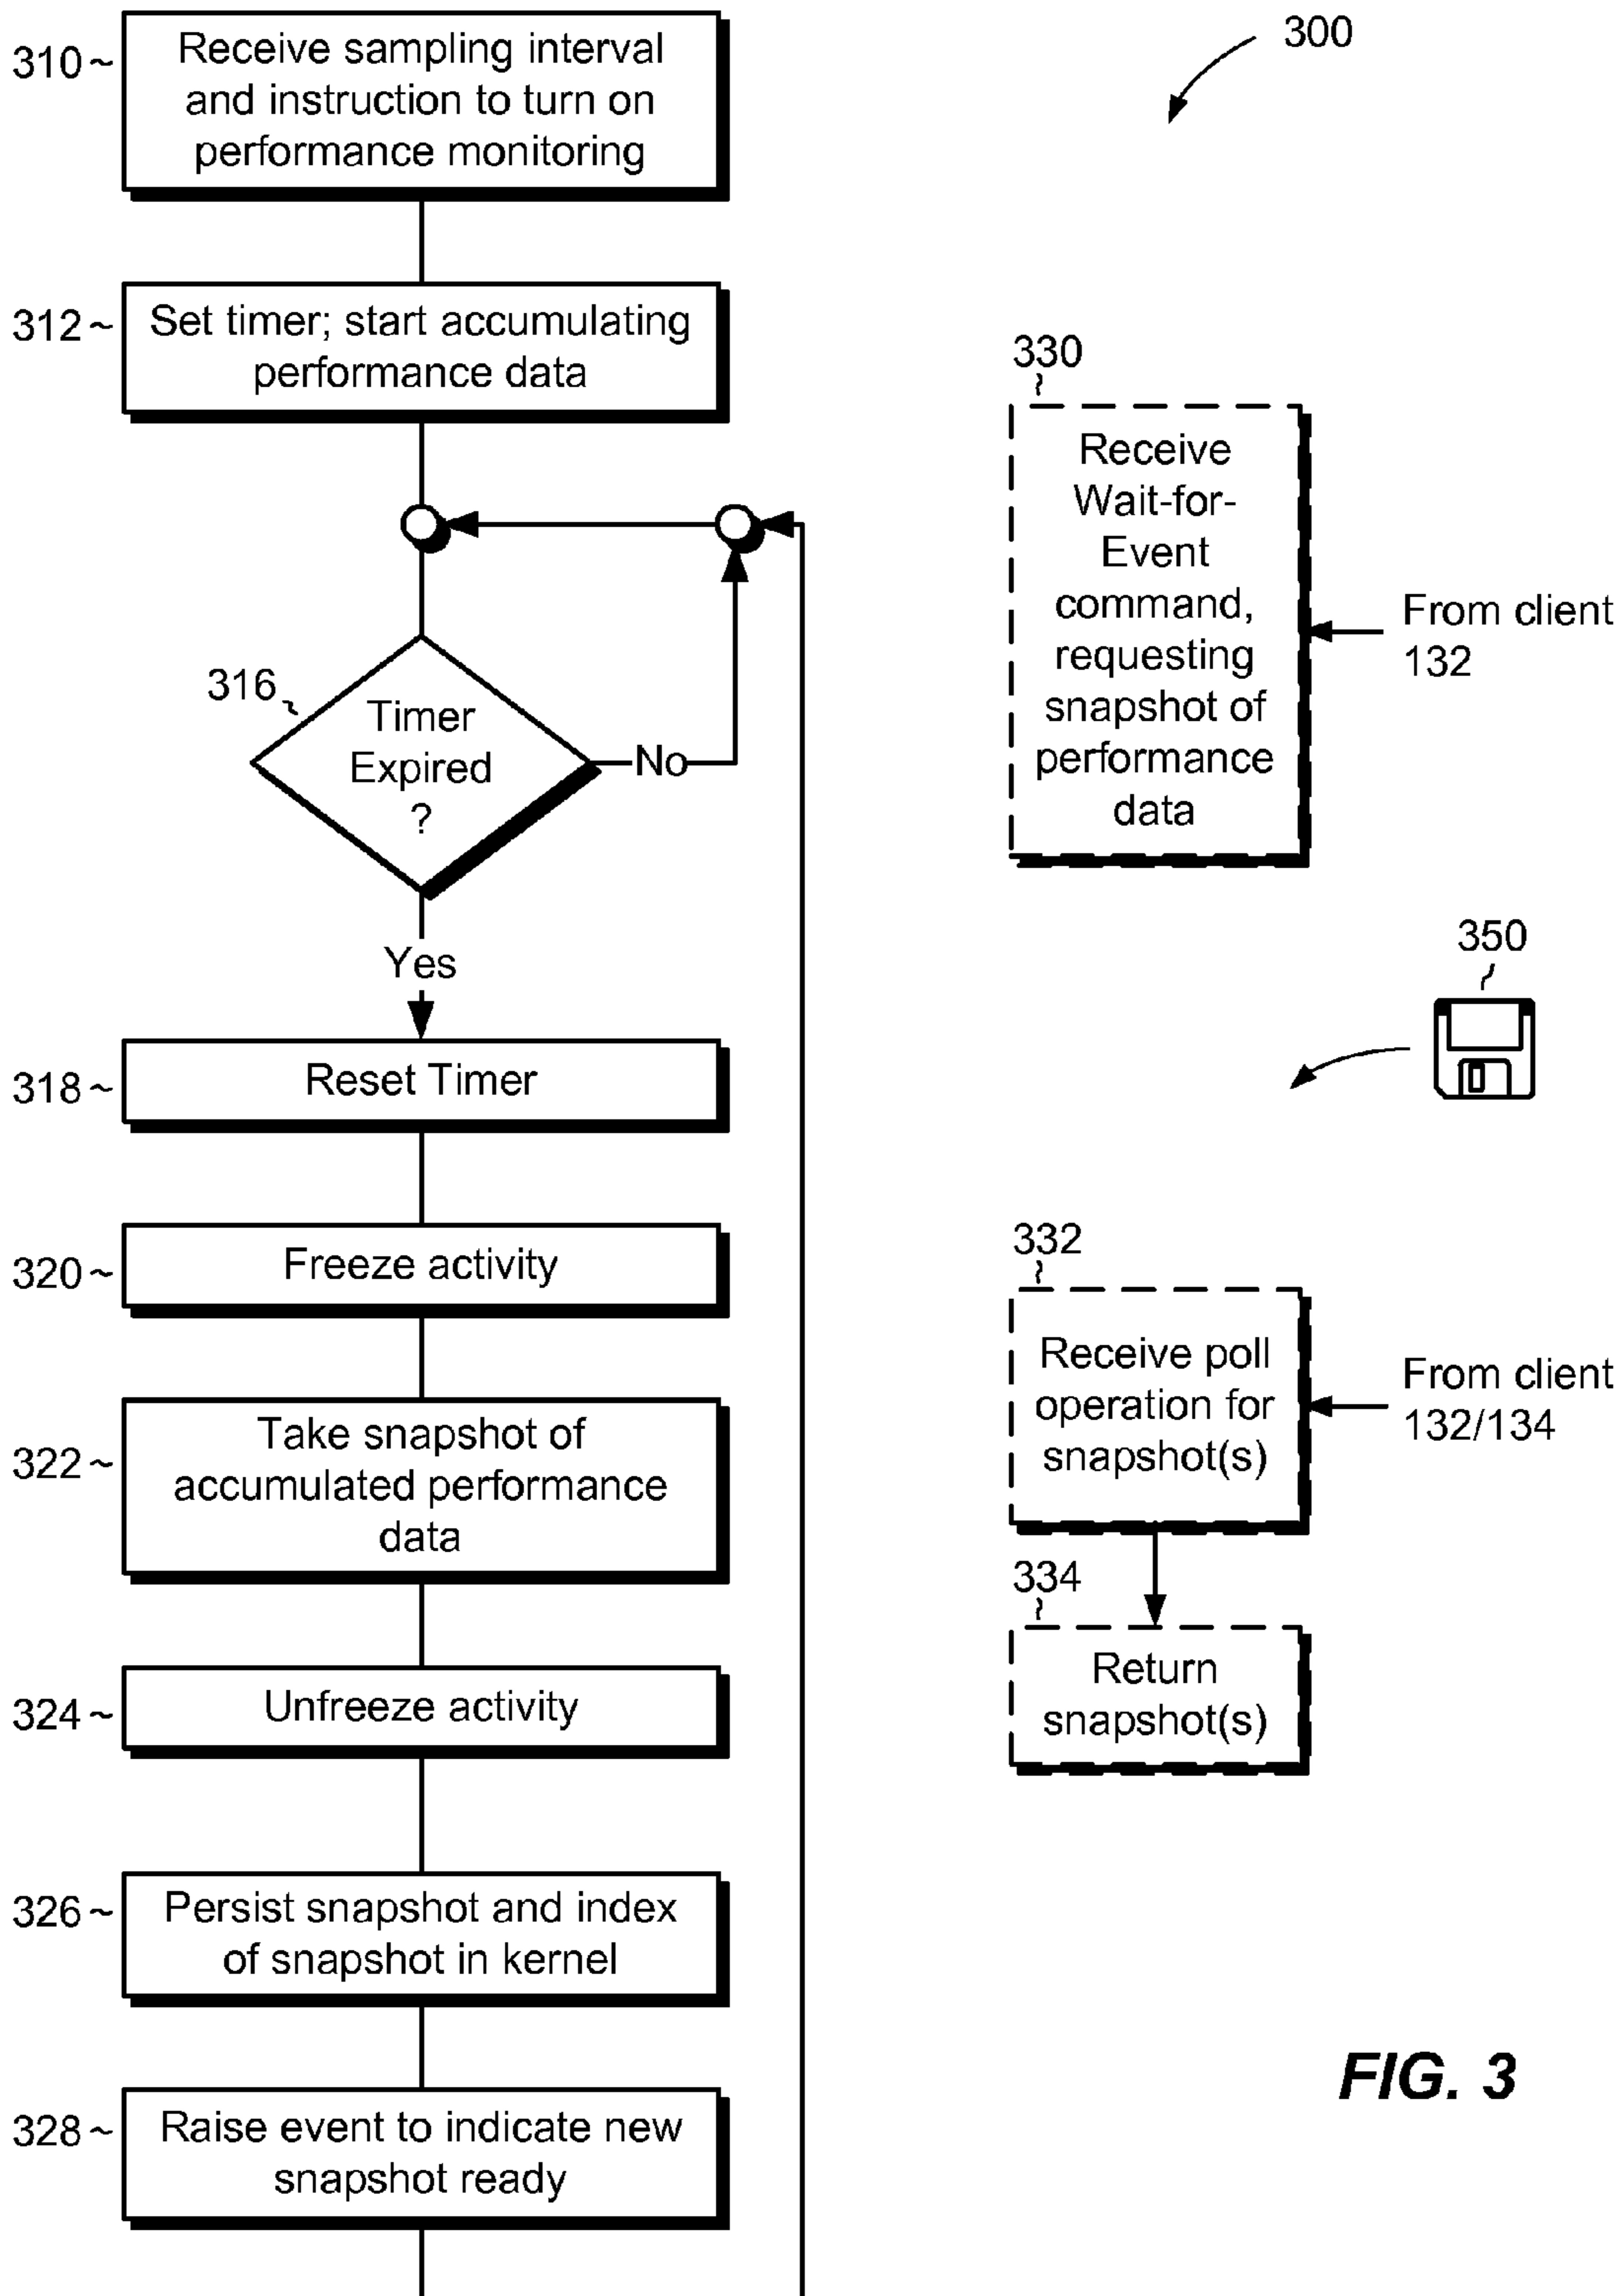 300
310 ~
Receive sampling interval
and instruction to turn on
performance monitoring
312 ~
Set timer; start accumulating
performance data
316
Timer
Expired
?
No
Yes
318 ~
Reset Timer
320 ~
Freeze activity
322 ~
Take snapshot of
accumulated performance
data
324 ~
Unfreeze activity
326 ~
Persist snapshot and index
of snapshot in kernel
328 ~
Raise event to indicate new
snapshot ready
330
Receive
Wait-for-
Event
command,
requesting
snapshot of
performance
data
From client
132
350
332
Receive poll
operation for
snapshot(s)
From client
132/134
334
Return
snapshot(s)
FIG. 3